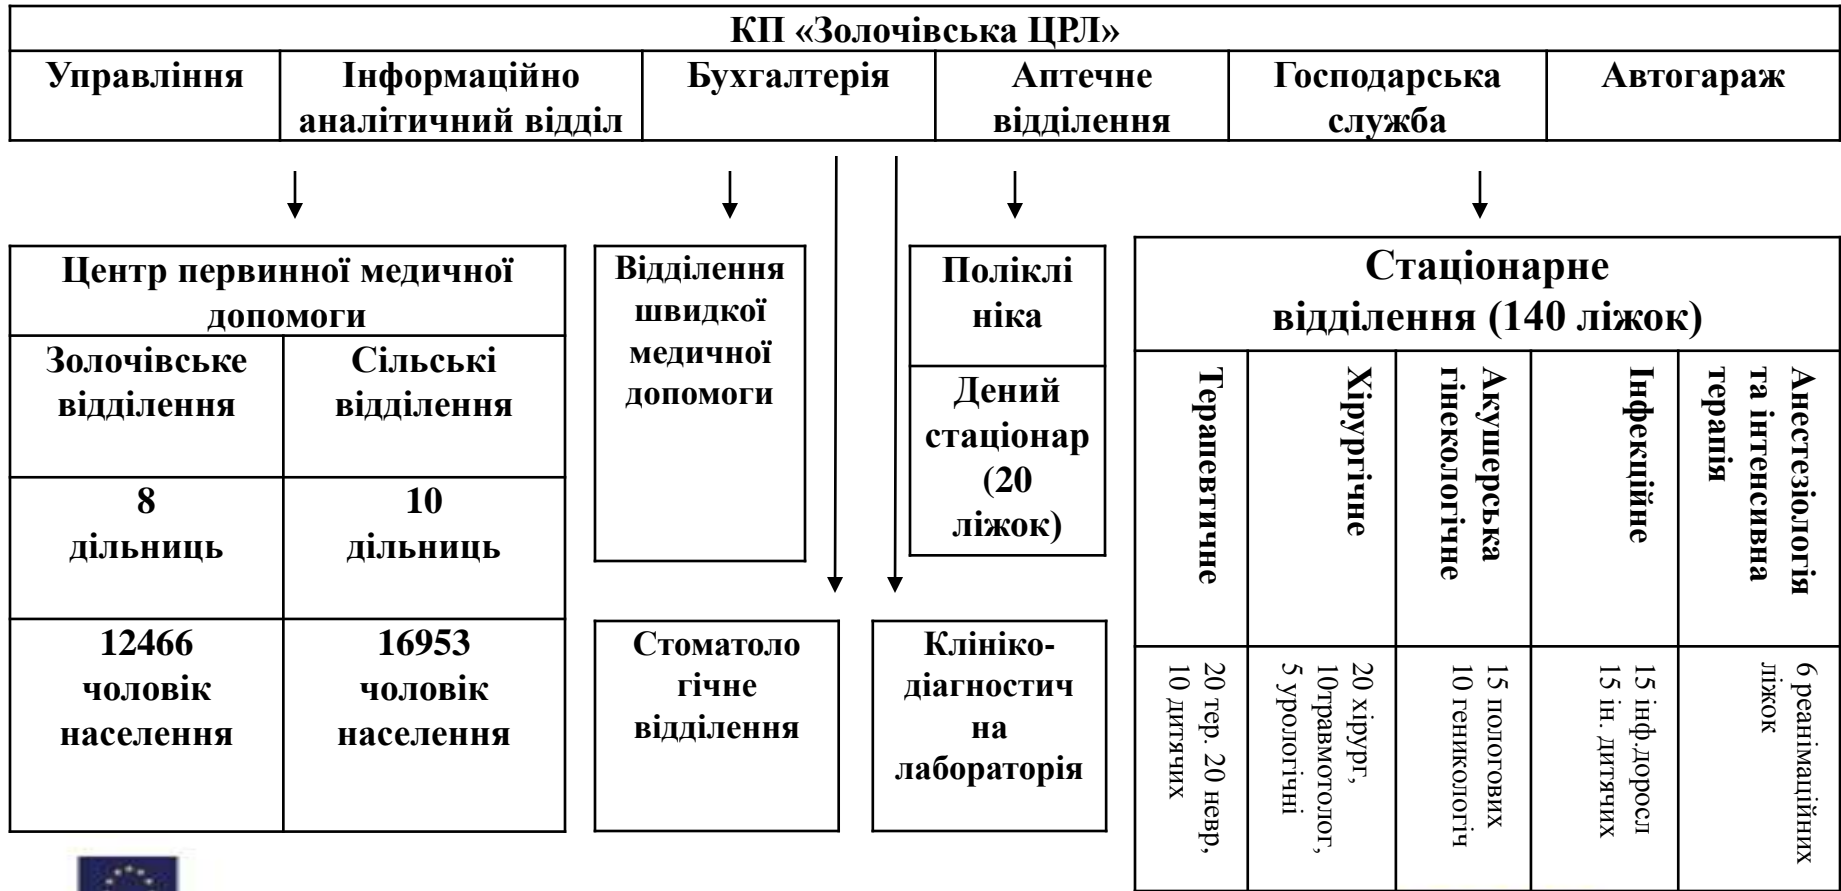 КП «Золочівська ЦРЛ»
Управління
Інформаційно
аналітичний відділ
Бухгалтерія
Аптечне
відділення
Господарська
служба
Автогараж
Центр первинної медичної
допомоги
Золочівське
відділення
Сільські
відділення
8
дільниць
10
дільниць
12466
чоловік
населення
16953
чоловік
населення
Відділення
швидкої
медичної
допомоги
Стоматоло
гічне
відділення
Поліклі
ніка
Дений
стаціонар
(20
ліжок)
Клініко-
діагностич
на
лабораторія
Стаціонарне
відділення (140 ліжок)
Терапевтичне
Хірургічне
Акушерська
гінекологічне
Інфекційне
Анестезіологія
та інтенсивна
терапія
20 тер. 20 невр,
10 дитячих
20 хірург,
10травмотолог,
5 урологічні
15 пологових
10 геникологіч
15 інф.доросл
15 ін. дитячих
6 реанімаційних
ліжок